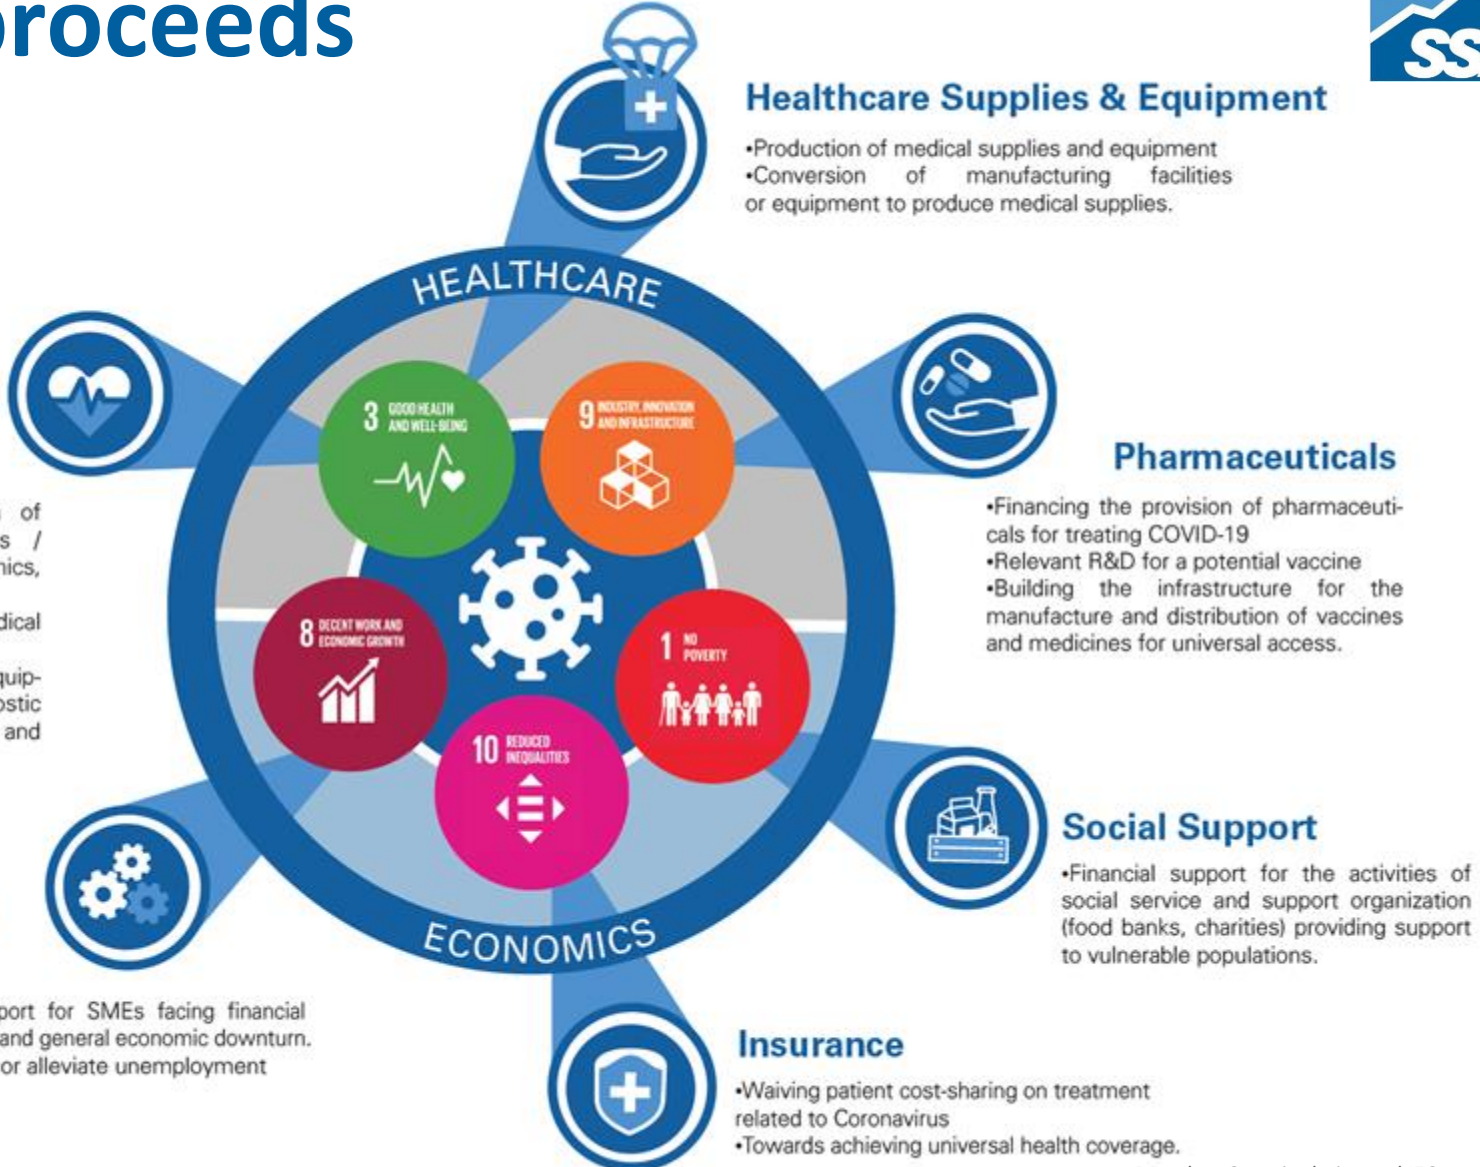 proceeds
SS
Healthcare Supplies & Equipment
•Production of medical supplies and equipment
•Conversion of manufacturing facilities
or equipment to produce medical supplies.
HEALTHCARE
3 GOOD HEALTH
AND WELL-BEING
9 INDUSTRY, INNOVATION
AND INFRASTRUCTURE
Pharmaceuticals
•Financing the provision of pharmaceuti-
cals for treating COVID-19
•Relevant R&D for a potential vaccine
•Building the infrastructure for the
manufacture and distribution of vaccines
and medicines for universal access.
of
s /
nics,
dical
quip-
ostic
and
8 DECENT WORK AND
ECONOMIC GROWTH
1 NO
POVERTY
10 REDUCED
INEQUALITIES
ECONOMICS
Social Support
•Financial support for the activities of
social service and support organization
(food banks, charities) providing support
to vulnerable populations.
port for SMEs facing financial
and general economic downturn.
or alleviate unemployment
Insurance
•Waiving patient cost-sharing on treatment
related to Coronavirus
•Towards achieving universal health coverage.